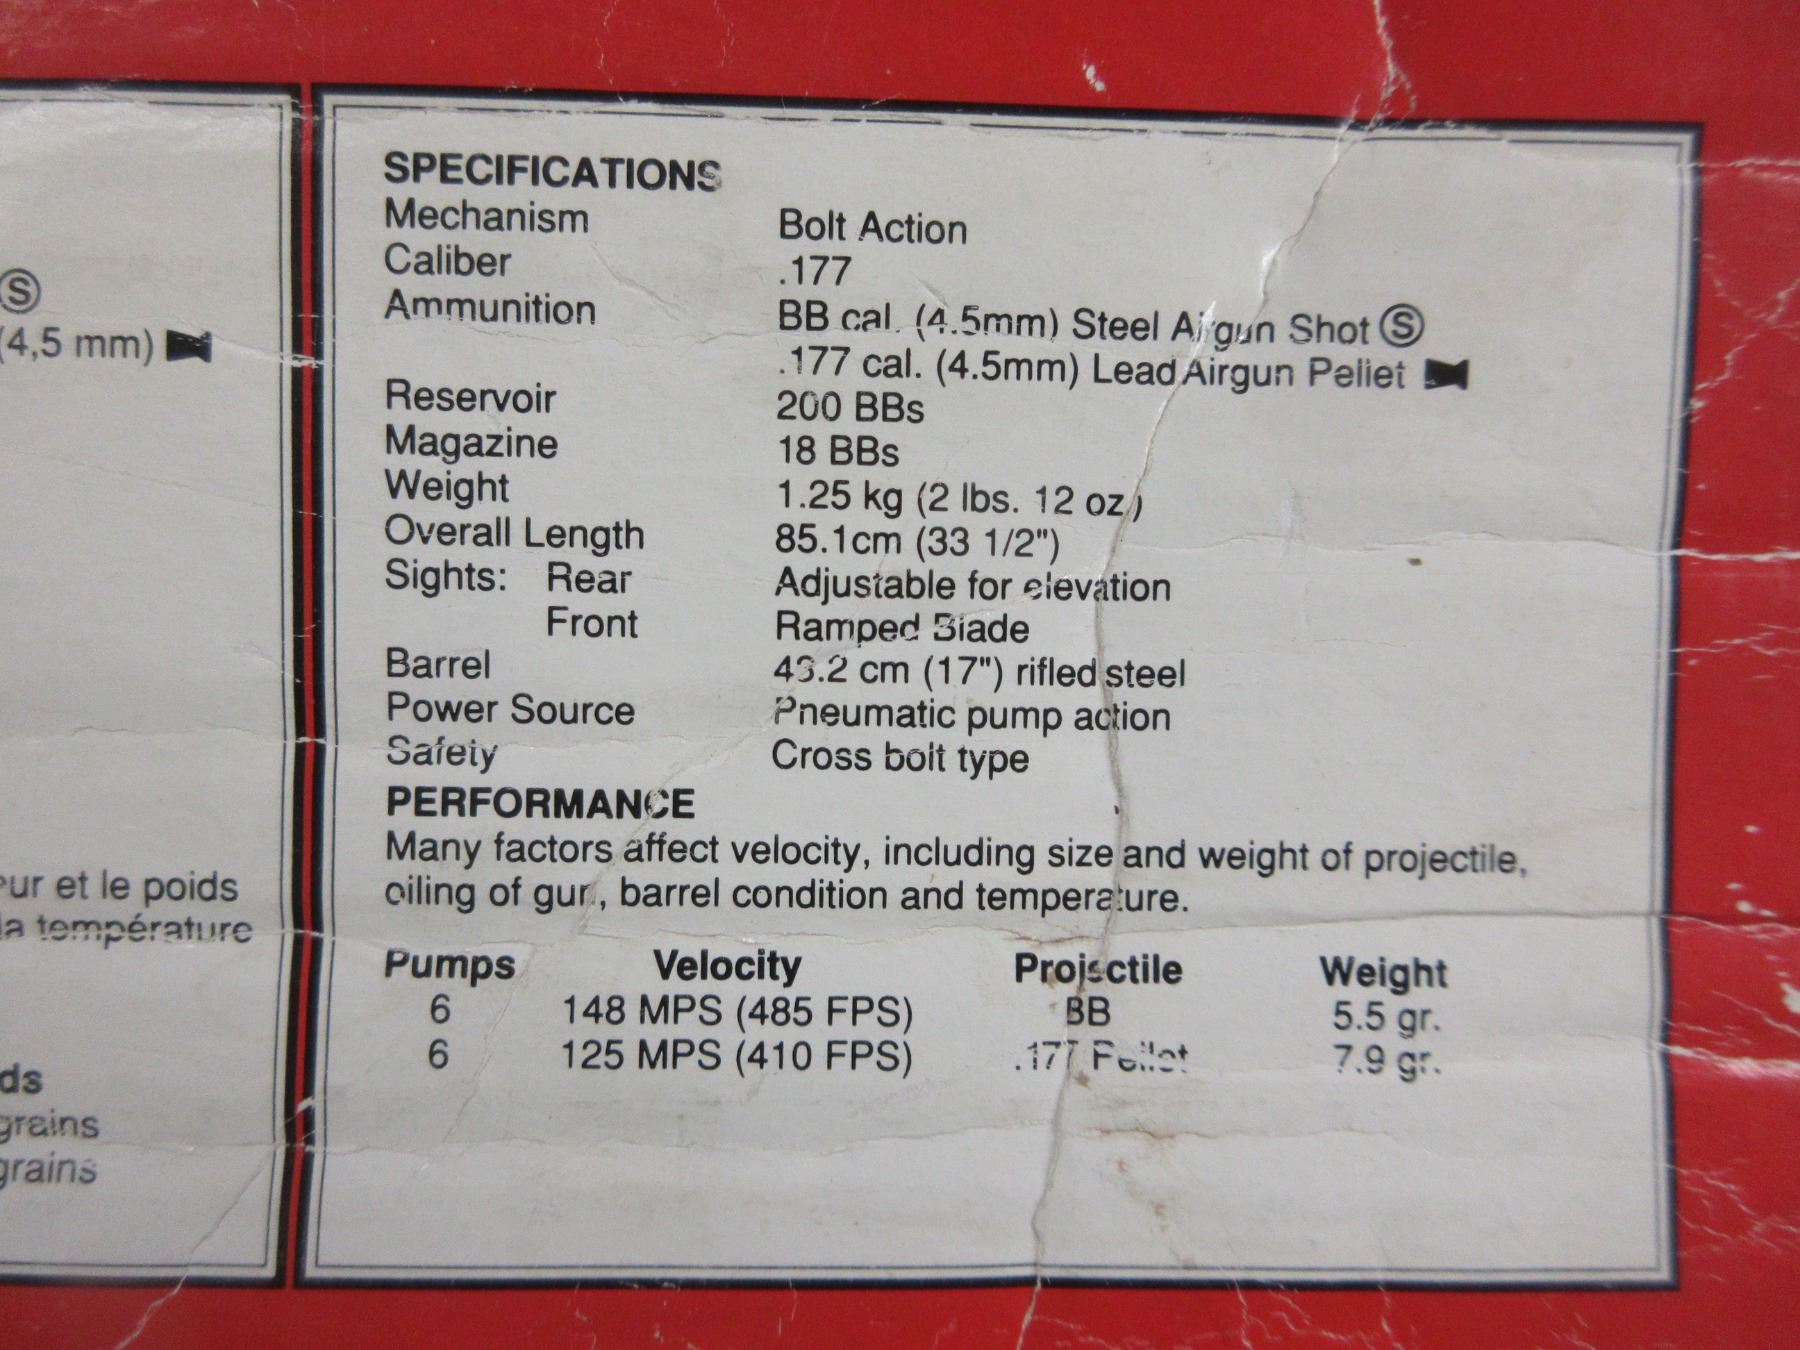 Ⓢ
(4,5 mm)
eur et le poids
la température
ds
grains
grains
SPECIFICATIONS
Mechanism Bolt Action
Caliber .177
Ammunition BB cal. (4.5mm) Steel Airgun Shot Ⓢ
.177 cal. (4.5mm) Lead Airgun Pellet
Reservoir 200 BBs
Magazine 18 BBs
Weight 1.25 kg (2 lbs. 12 oz.)
Overall Length 85.1cm (33 1/2")
Sights: Rear Adjustable for elevation
Front Ramped Blade
Barrel 43.2 cm (17") rifled steel
Power Source Pneumatic pump action
Safety Cross bolt type
PERFORMANCE
Many factors affect velocity, including size and weight of projectile,
oiling of gun, barrel condition and temperature.
Pumps Velocity Projectile Weight
6 148 MPS (485 FPS) BB 5.5 gr.
6 125 MPS (410 FPS) .177 Pellet 7.9 gr.